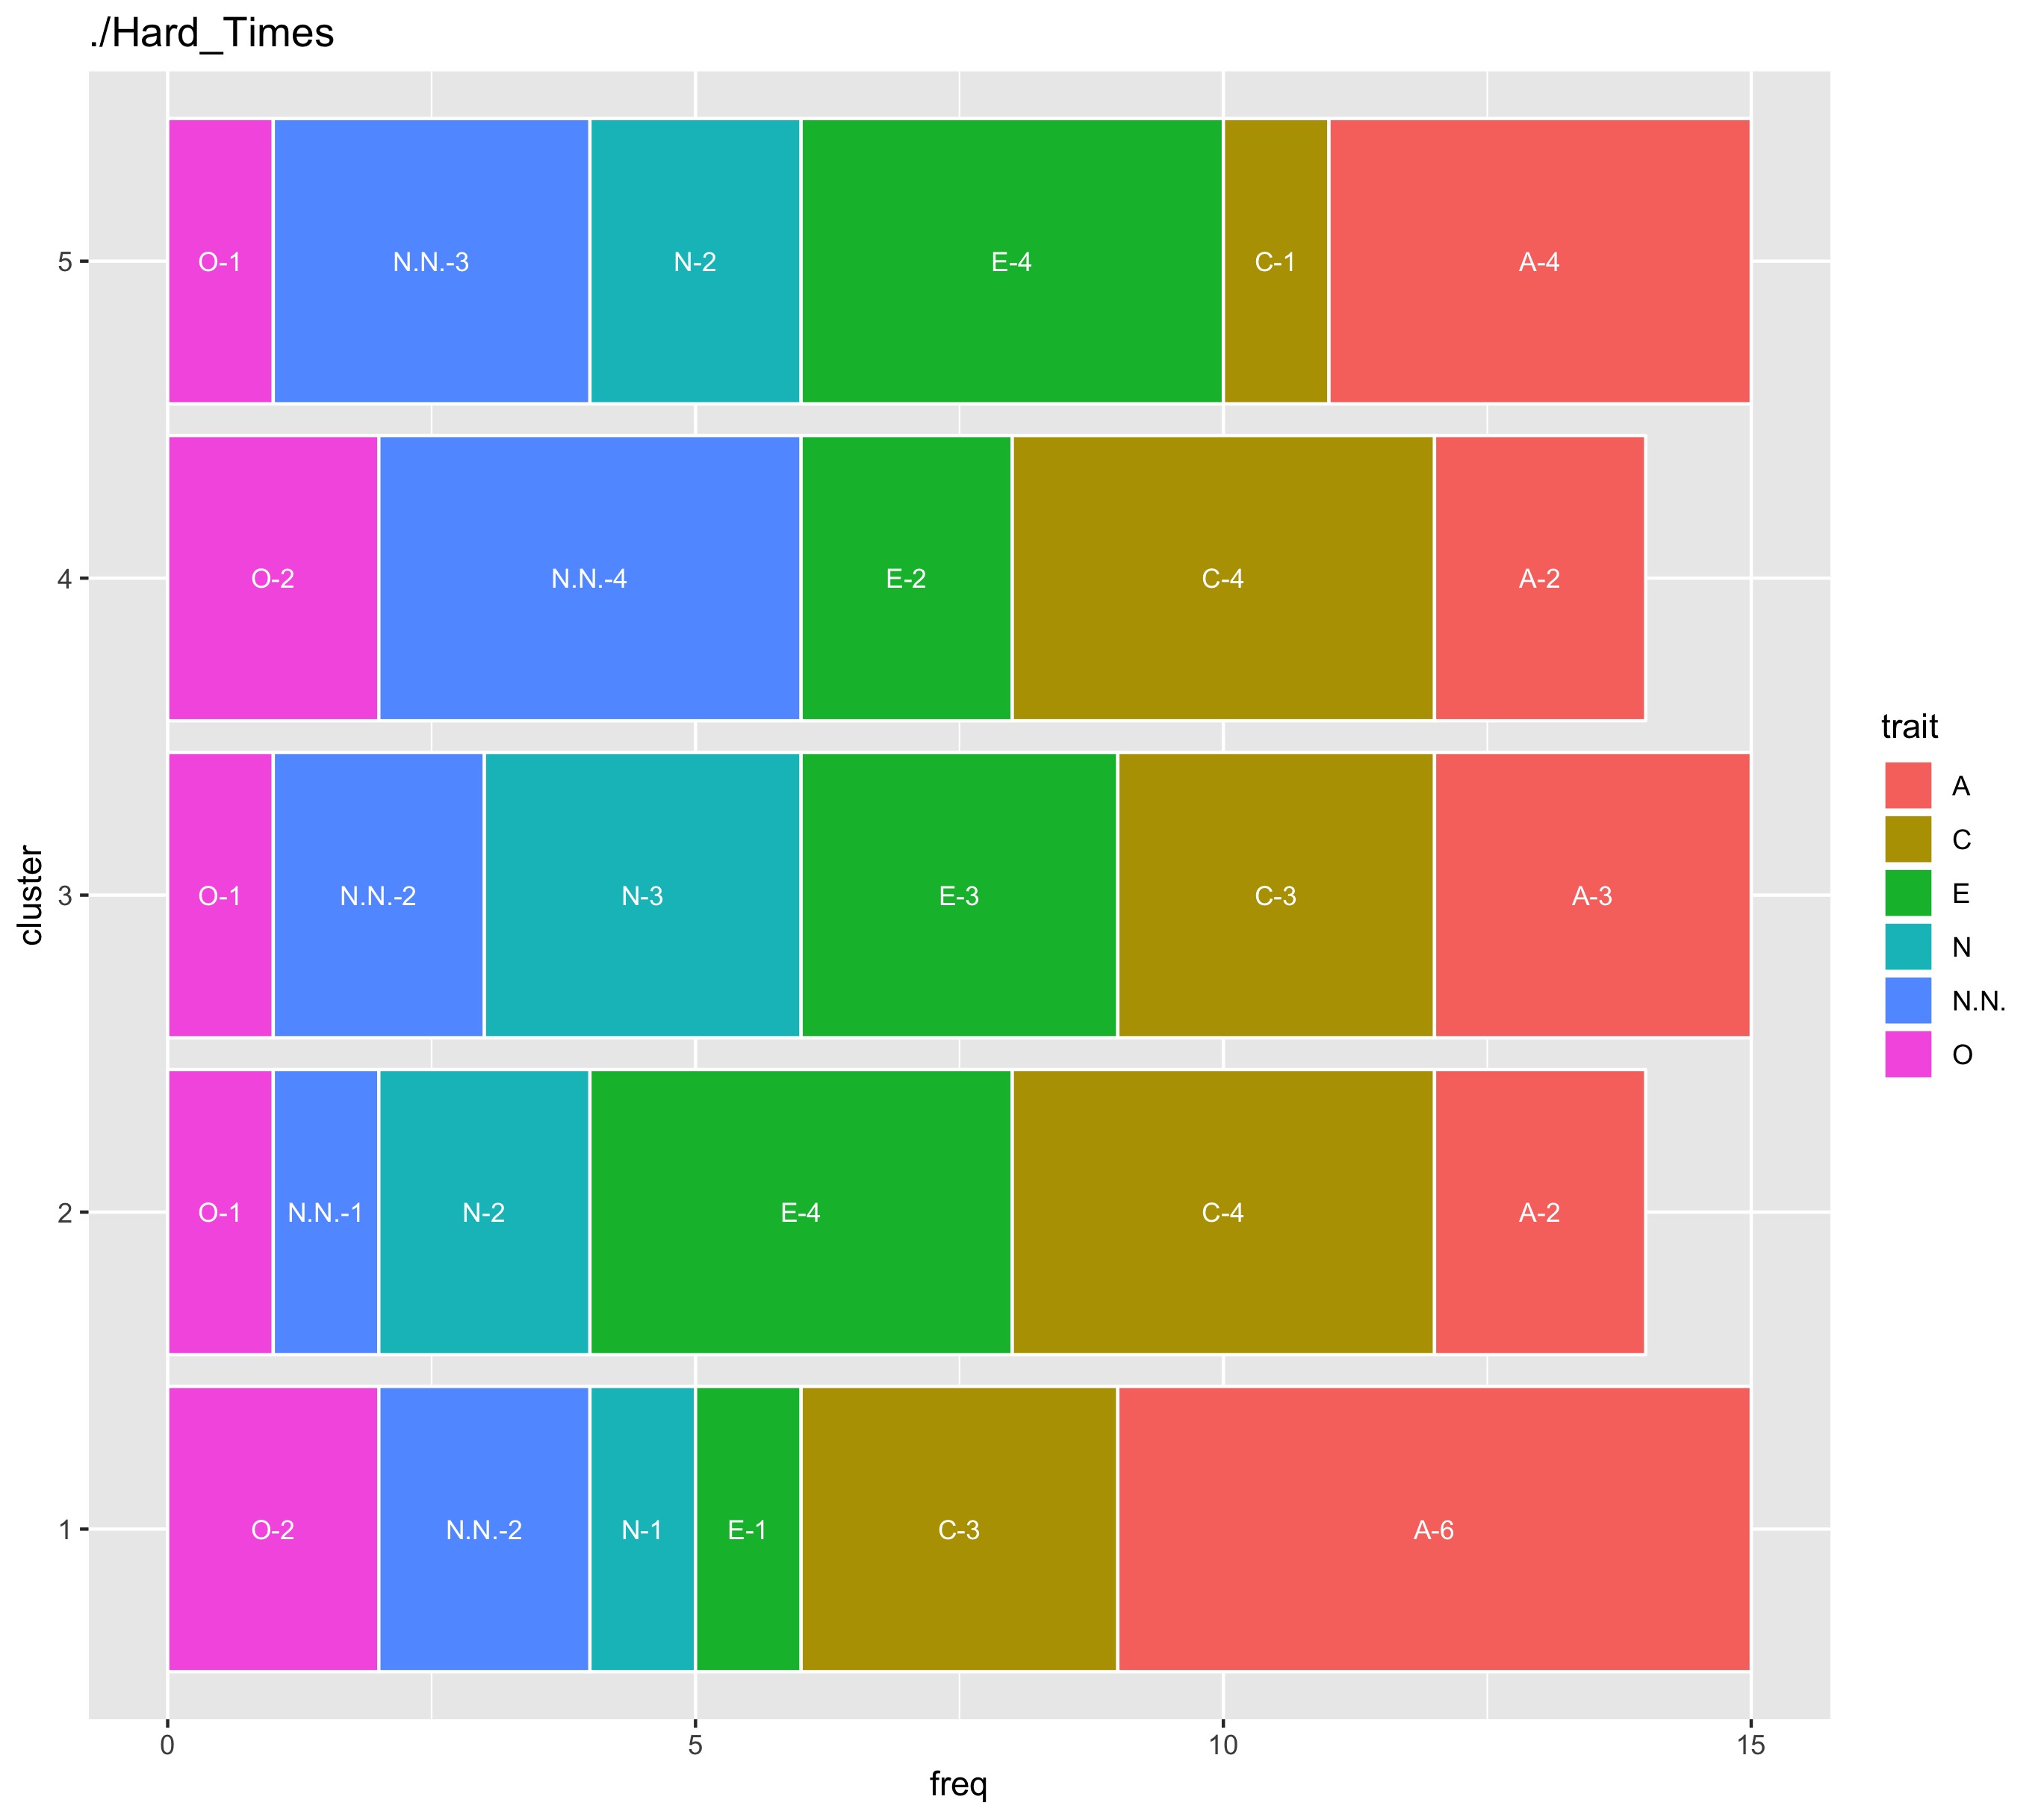 ./Hard_Times
5
O-1 N.N.-3 N-2 E-4 C-1 A-4
4
O-2 N.N.-4 E-2 C-4 A-2
3
O-1 N.N.-2 N-3 E-3 C-3 A-3
2
O-1 N.N.-1 N-2 E-4 C-4 A-2
1
O-2 N.N.-2 N-1 E-1 C-3 A-6
cluster
0 5 10 15
freq
trait
A
C
E
N
N.N.
O